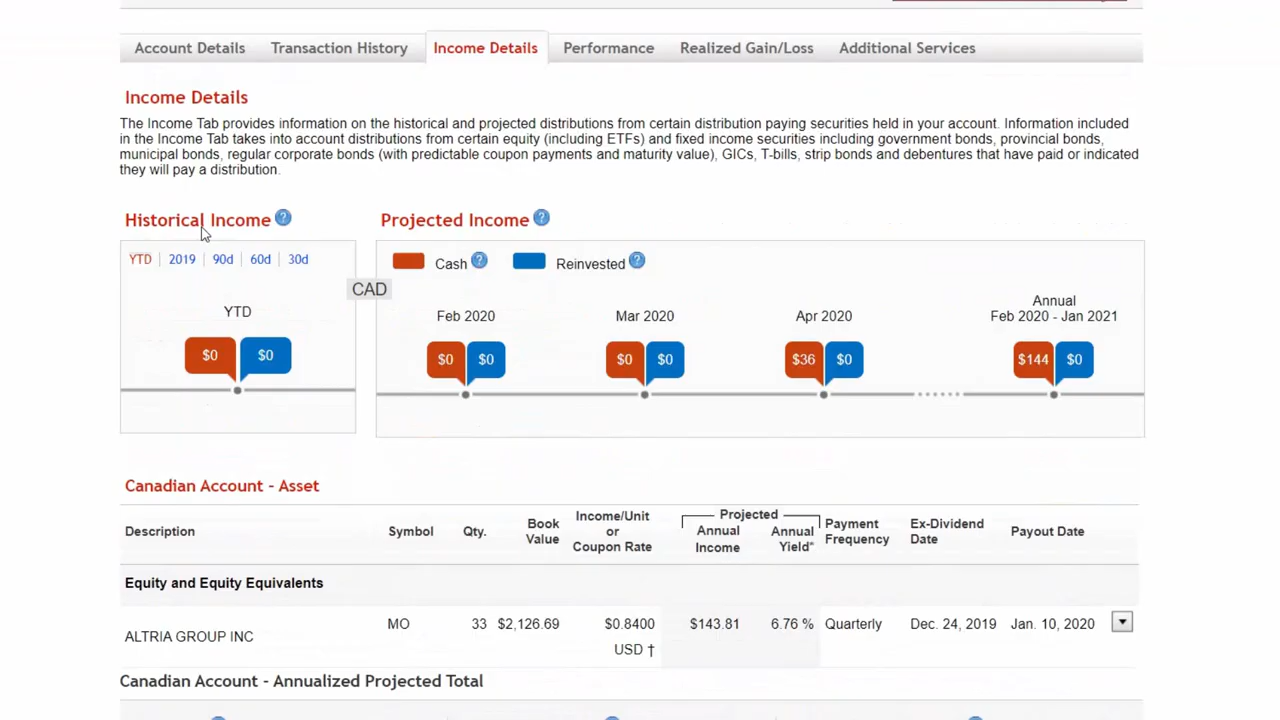 Account Details
Transaction History
Income Details
Performance
Realized Gain/Loss
Additional Services
Income Details
The Income Tab provides information on the historical and projected distributions from certain distribution paying securities held in your account. Information included
in the Income Tab takes into account distributions from certain equity (including ETFs) and fixed income securities including government bonds, provincial bonds,
municipal bonds, regular corporate bonds (with predictable coupon payments and maturity value), GICs, T-bills, strip bonds and debentures that have paid or indicated
they will pay a distribution.
Historical Income ?
YTD 2019 90d 60d 30d
YTD
$0 $0
Projected Income ?
Cash ? Reinvested ?
CAD
Feb 2020
$0 $0
Mar 2020
$0 $0
Apr 2020
$36 $0
Annual
Feb 2020 - Jan 2021
$144 $0
Canadian Account - Asset
Description
Symbol
Qty.
Book
Value
Income/Unit
or
Coupon Rate
Projected
Annual
Income
Annual
Yield*
Payment
Frequency
Ex-Dividend
Date
Payout Date
Equity and Equity Equivalents
ALTRIA GROUP INC
MO
33
$2,126.69
$0.8400
USD †
$143.81
6.76 %
Quarterly
Dec. 24, 2019
Jan. 10, 2020
Canadian Account - Annualized Projected Total